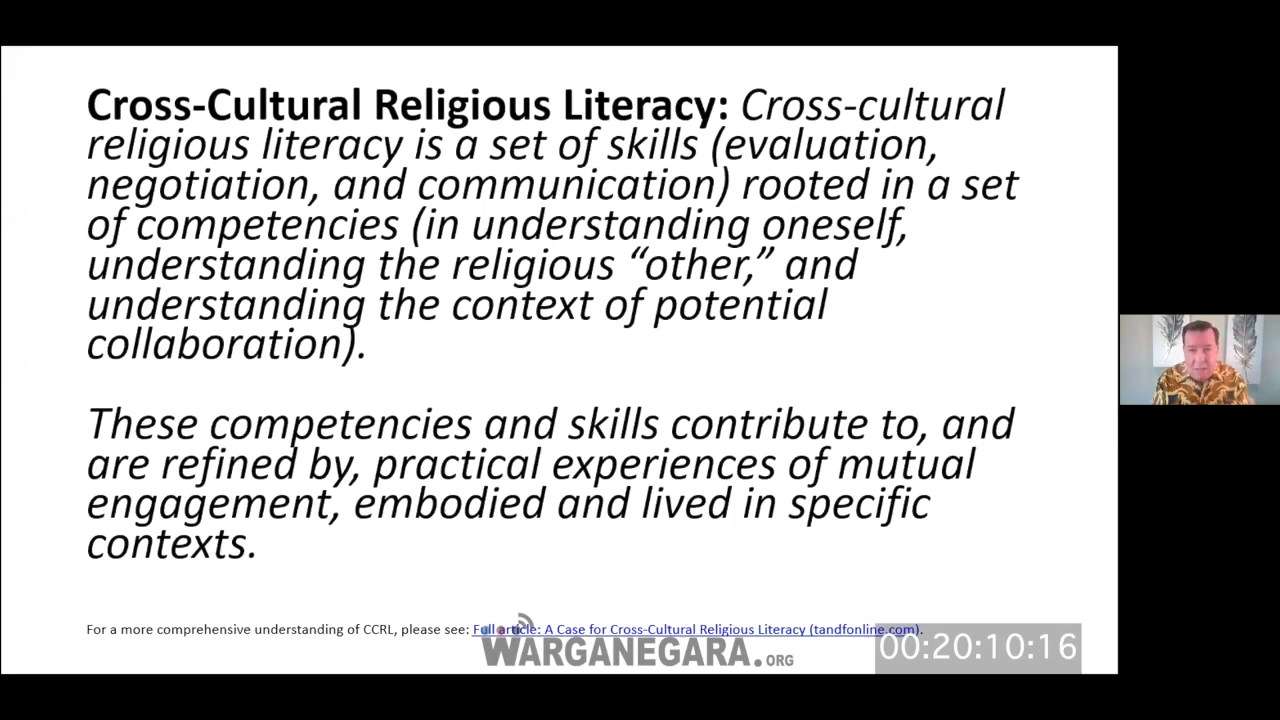 Cross-Cultural Religious Literacy: Cross-cultural
religious literacy is a set of skills (evaluation,
negotiation, and communication) rooted in a set
of competencies (in understanding oneself,
understanding the religious “other,” and
understanding the context of potential
collaboration).
These competencies and skills contribute to, and
are refined by, practical experiences of mutual
engagement, embodied and lived in specific
contexts.
For a more comprehensive understanding of CCRL, please see: Full article: A Case for Cross-Cultural Religious Literacy (tandfonline.com).
WARGANEGARA.ORG
00:20:10:16